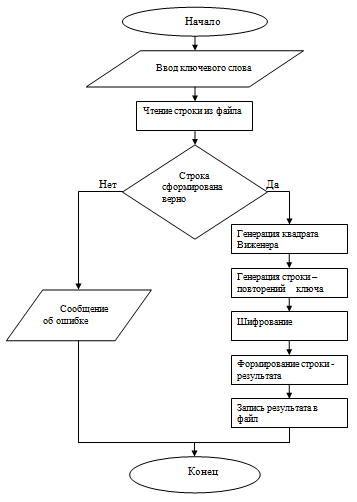 Начало
Ввод ключевого слова
Чтение строки из файла
Строка
сформирована
верно
Нет
Да
Генерация квадрата
Виженера
Генерация строки –
повторений ключа
Шифрование
Сообщение
об ошибке
Формирование строки -
результата
Запись результата в
файл
Конец